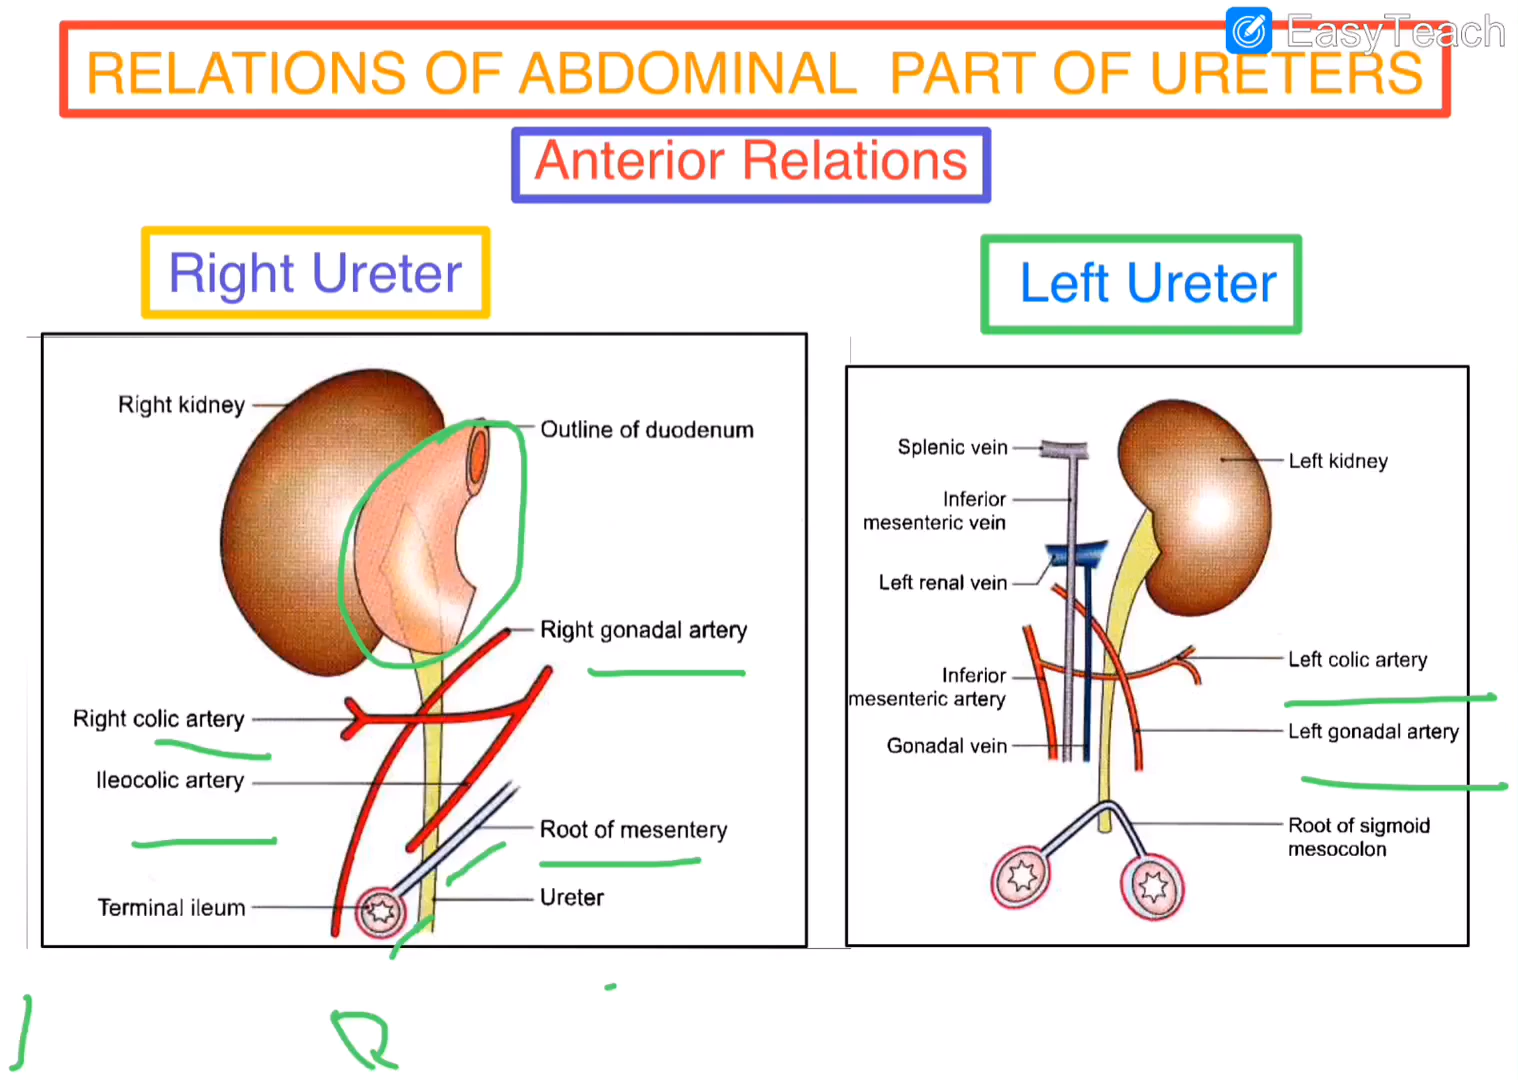 EasyTeach
RELATIONS OF ABDOMINAL PART OF URETERS
Anterior Relations
Right Ureter
Left Ureter
Right kidney
Outline of duodenum
Right gonadal artery
Right colic artery
Ileocolic artery
Root of mesentery
Terminal ileum
Ureter
Splenic vein
Left kidney
Inferior
mesenteric vein
Left renal vein
Left colic artery
Inferior
mesenteric artery
Left gonadal artery
Gonadal vein
Root of sigmoid
mesocolon